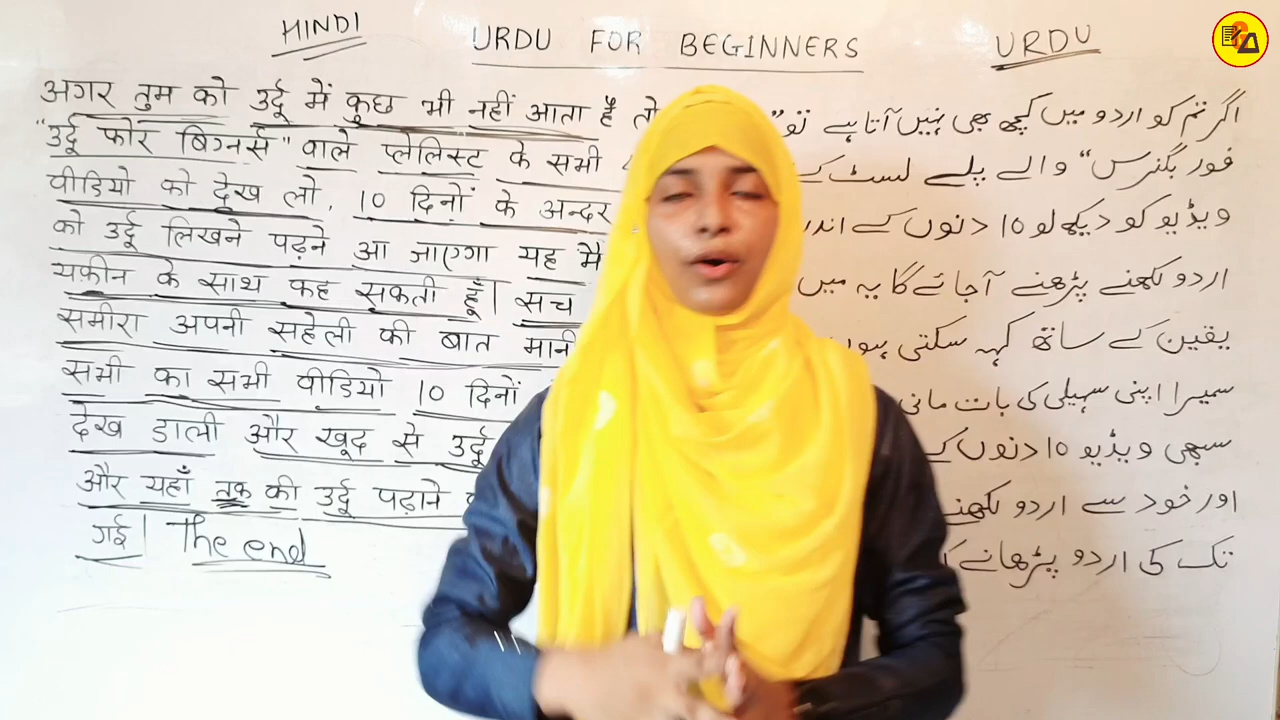 HINDI
URDU FOR BEGINNERS
URDU
अगर तुम को उर्दू में कुछ भी नहीं आता है तो
"उर्दू फोर बिगनर्स" वाले प्लेलिस्ट के सभी
वीडियो को देख लो, 10 दिनों के अन्दर
को उर्दू लिखने पढ़ने आ जाएगा यह मैं
यक़ीन के साथ कह सकती हूँ। सच
समीरा अपनी सहेली की बात मानी
सभी का सभी वीडियो 10 दिनों
देख डाली और खूद से उर्दू
और यहाँ तक की उर्दू पढ़ाने
गई। The end
اگر تم کو اردو میں کچھ بھی نہیں آتا ہے تو "
فور بگنرس" والے پلے لسٹ کے
ویڈیو کو دیکھ لو 10 دنوں کے اندر
اردو لکھنے پڑھنے آجائے گا یہ میں
یقین کے ساتھ کہہ سکتی ہوں
سمیرا اپنی سہیلی کی بات مانی
سبھی ویڈیو 10 دنوں کے
اور خود سے اردو لکھنے
تک کی اردو پڑھانے